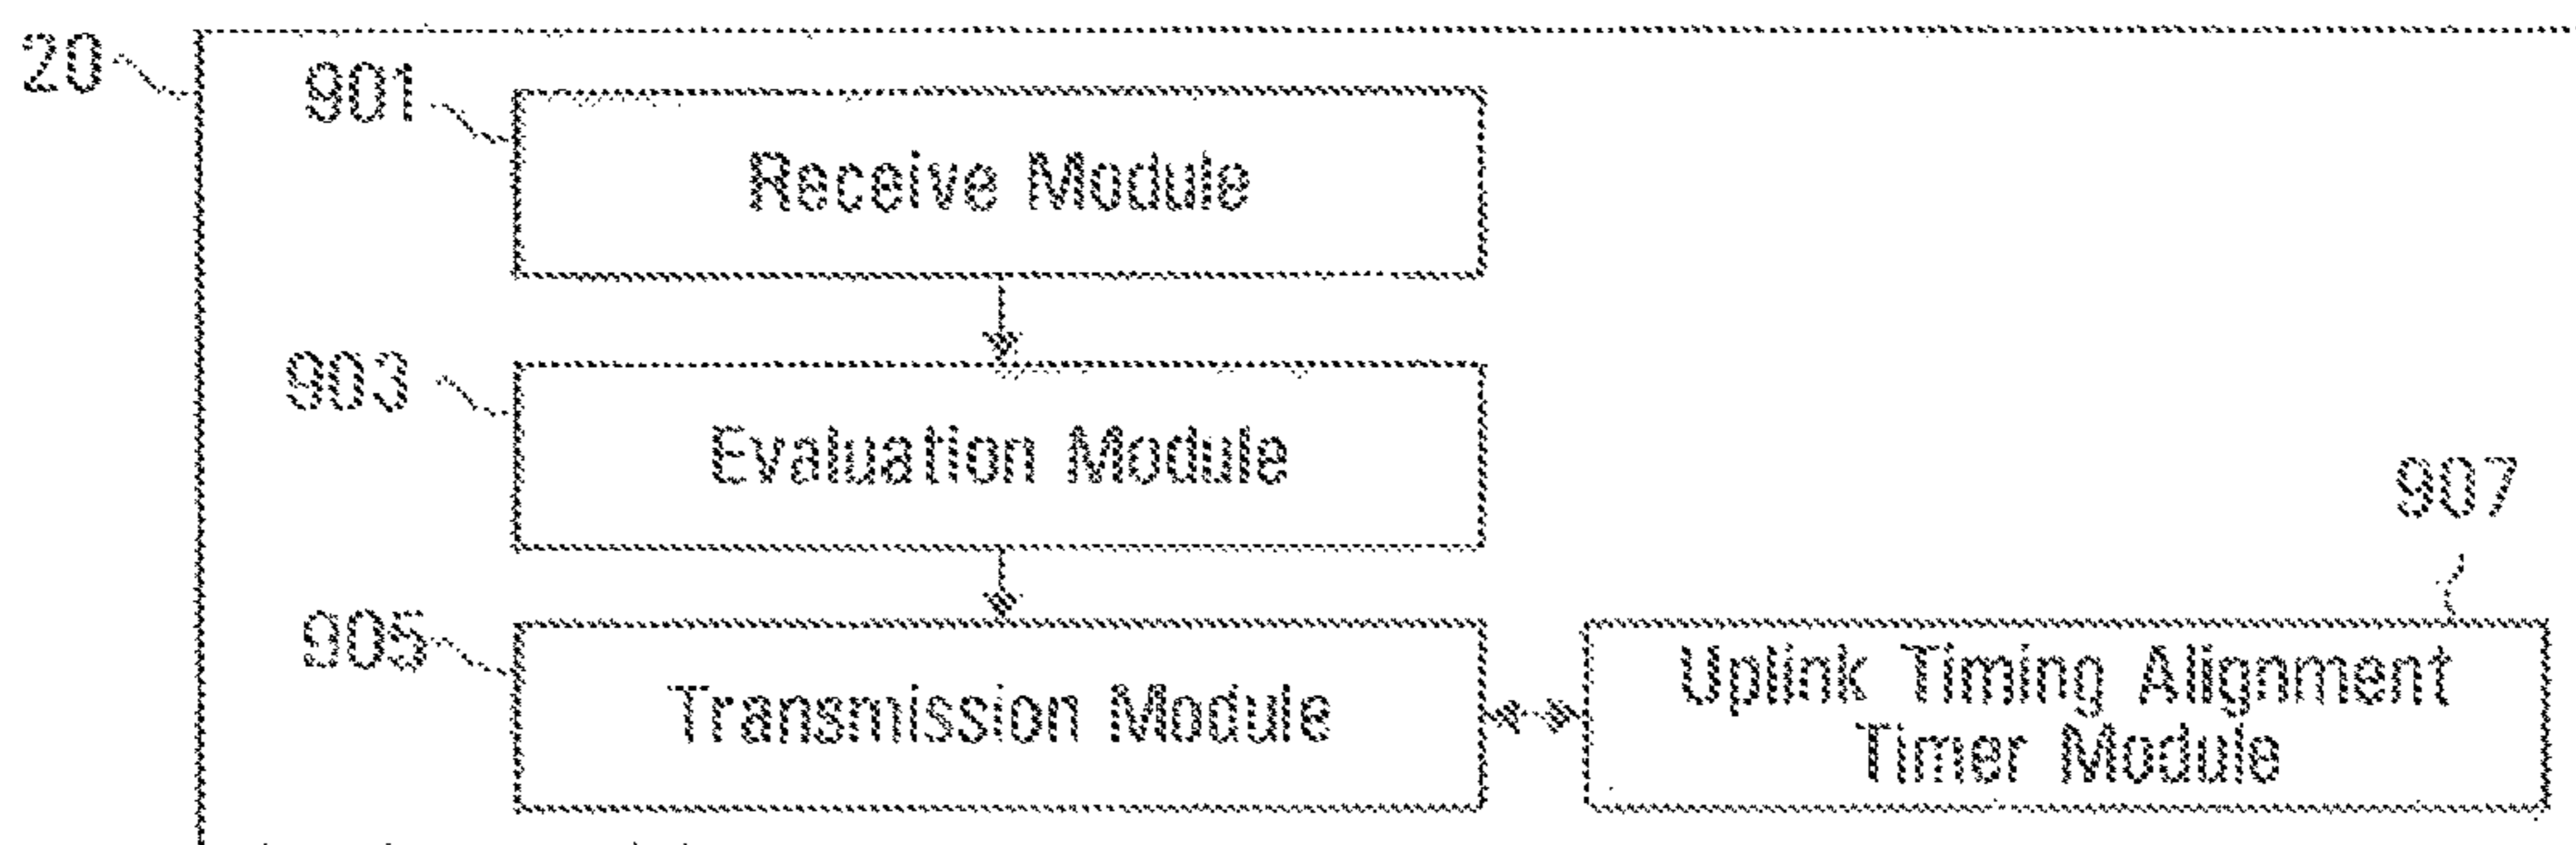 20
901
Receive Module
903
Evaluation Module
907
905
Transmission Module
Uplink Timing Alignment
Timer Module